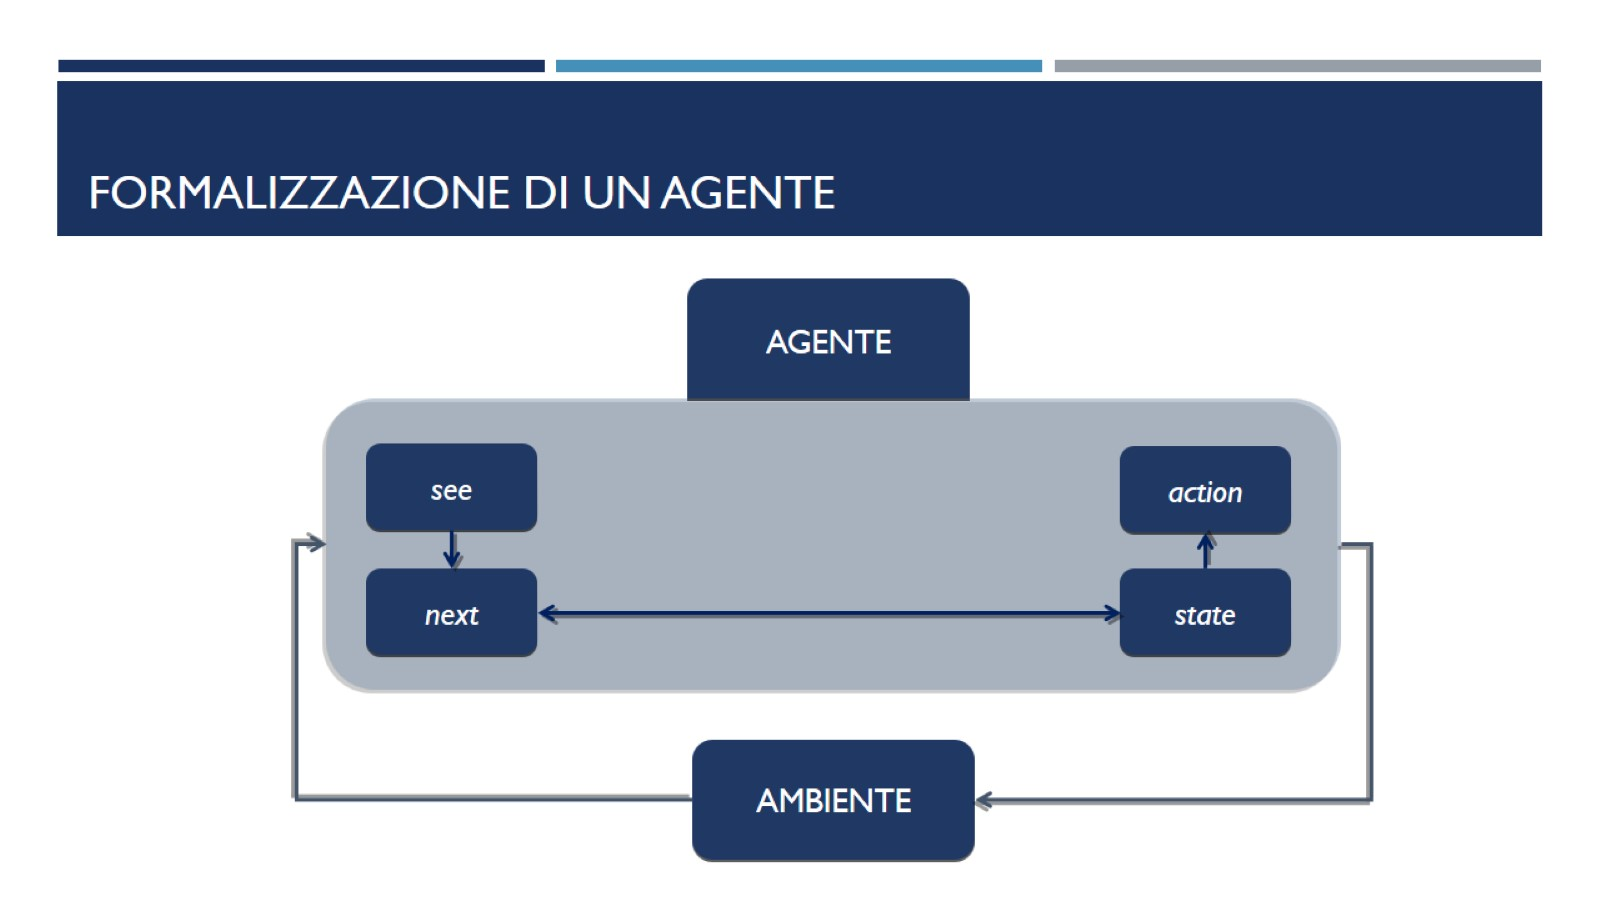 FORMALIZZAZIONE DI UN AGENTE
AGENTE
see
action
next
state
AMBIENTE